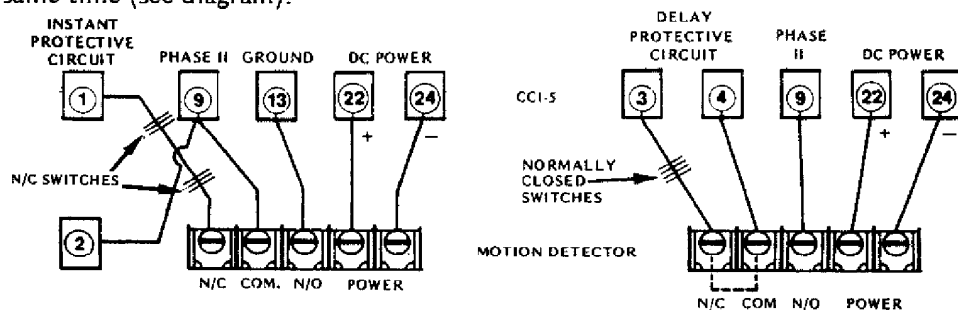 same time (see diagram).
INSTANT
PROTECTIVE
CIRCUIT
PHASE II
GROUND
DC POWER
1
9
13
22
24
+
−
N/C SWITCHES
2
N/C
COM.
N/O
POWER
DELAY
PROTECTIVE
CIRCUIT
PHASE
II
DC POWER
CCI-5
3
4
9
22
24
+
−
NORMALLY
CLOSED
SWITCHES
MOTION DETECTOR
N/C
COM
N/O
POWER